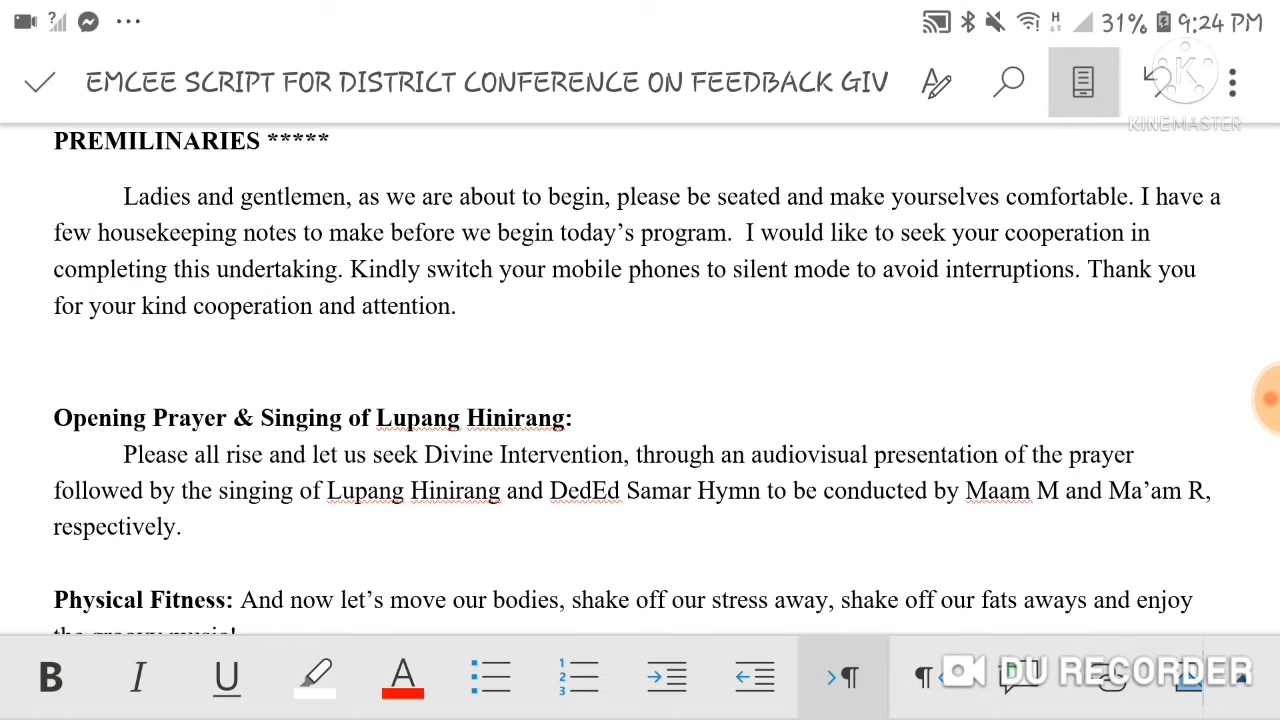 ? 31% 9:24 PM
EMCEE SCRIPT FOR DISTRICT CONFERENCE ON FEEDBACK GIV
K
KINEMASTER
PREMILINARIES *****
Ladies and gentlemen, as we are about to begin, please be seated and make yourselves comfortable. I have a
few housekeeping notes to make before we begin today’s program.  I would like to seek your cooperation in
completing this undertaking. Kindly switch your mobile phones to silent mode to avoid interruptions. Thank you
for your kind cooperation and attention.
Opening Prayer & Singing of Lupang Hinirang:
Please all rise and let us seek Divine Intervention, through an audiovisual presentation of the prayer
followed by the singing of Lupang Hinirang and DedEd Samar Hymn to be conducted by Maam M and Ma’am R,
respectively.
Physical Fitness: And now let’s move our bodies, shake off our stress away, shake off our fats aways and enjoy
the groovy music!
B I U A
DU RECORDER